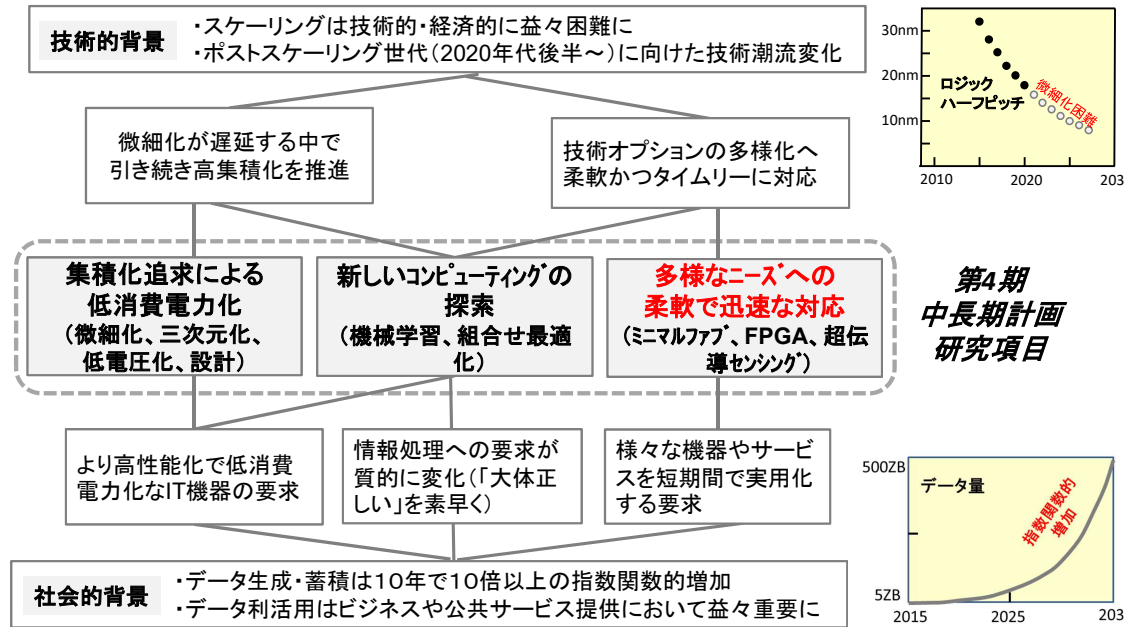 技術的背景
・スケーリングは技術的・経済的に益々困難に
・ポストスケーリング世代(2020年代後半~)に向けた技術潮流変化
30nm
20nm
10nm
ロジック
ハーフピッチ
微細化困難
2010
2020
203
微細化が遅延する中で
引き続き高集積化を推進
技術オプションの多様化へ
柔軟かつタイムリーに対応
集積化追求による
低消費電力化
(微細化、三次元化、
低電圧化、設計)
新しいコンピューティングの
探索
(機械学習、組合せ最適
化)
多様なニーズへの
柔軟で迅速な対応
(ミニマルファブ、FPGA、超伝
導センシング)
第4期
中長期計画
研究項目
より高性能化で低消費
電力化なIT機器の要求
情報処理への要求が
質的に変化(「大体正
しい」を素早く)
様々な機器やサービ
スを短期間で実用化
する要求
500ZB
データ量
指数関数的
増加
5ZB
2015
2025
203
社会的背景
・データ生成・蓄積は10年で10倍以上の指数関数的増加
・データ利活用はビジネスや公共サービス提供において益々重要に